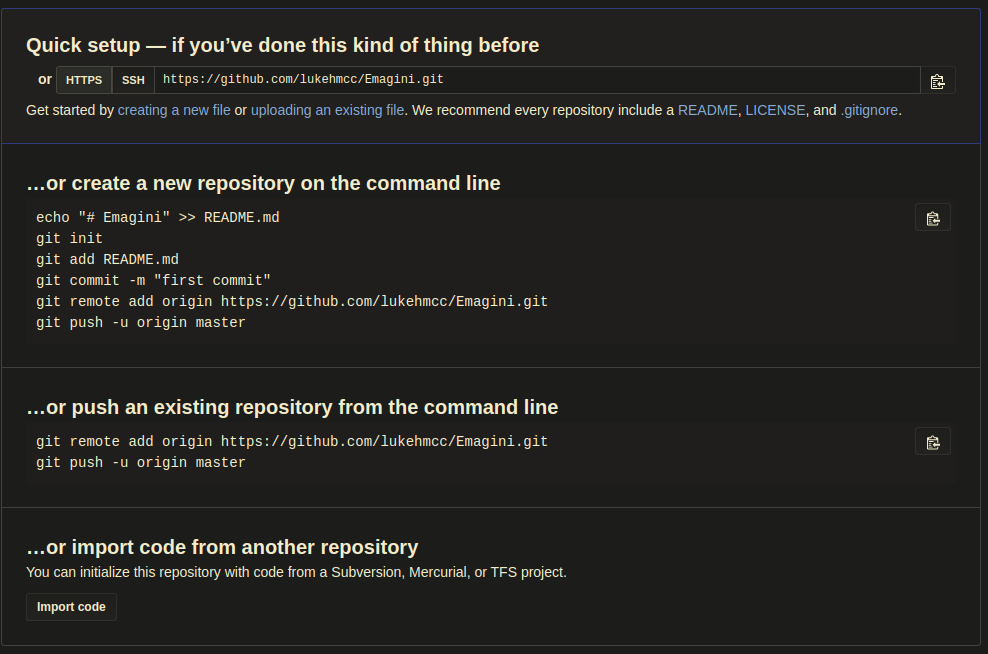 Quick setup — if you’ve done this kind of thing before
or HTTPS SSH https://github.com/lukehmcc/Emagini.git
Get started by creating a new file or uploading an existing file. We recommend every repository include a README, LICENSE, and .gitignore.
…or create a new repository on the command line
echo "# Emagini" >> README.md
git init
git add README.md
git commit -m "first commit"
git remote add origin https://github.com/lukehmcc/Emagini.git
git push -u origin master
…or push an existing repository from the command line
git remote add origin https://github.com/lukehmcc/Emagini.git
git push -u origin master
…or import code from another repository
You can initialize this repository with code from a Subversion, Mercurial, or TFS project.
Import code